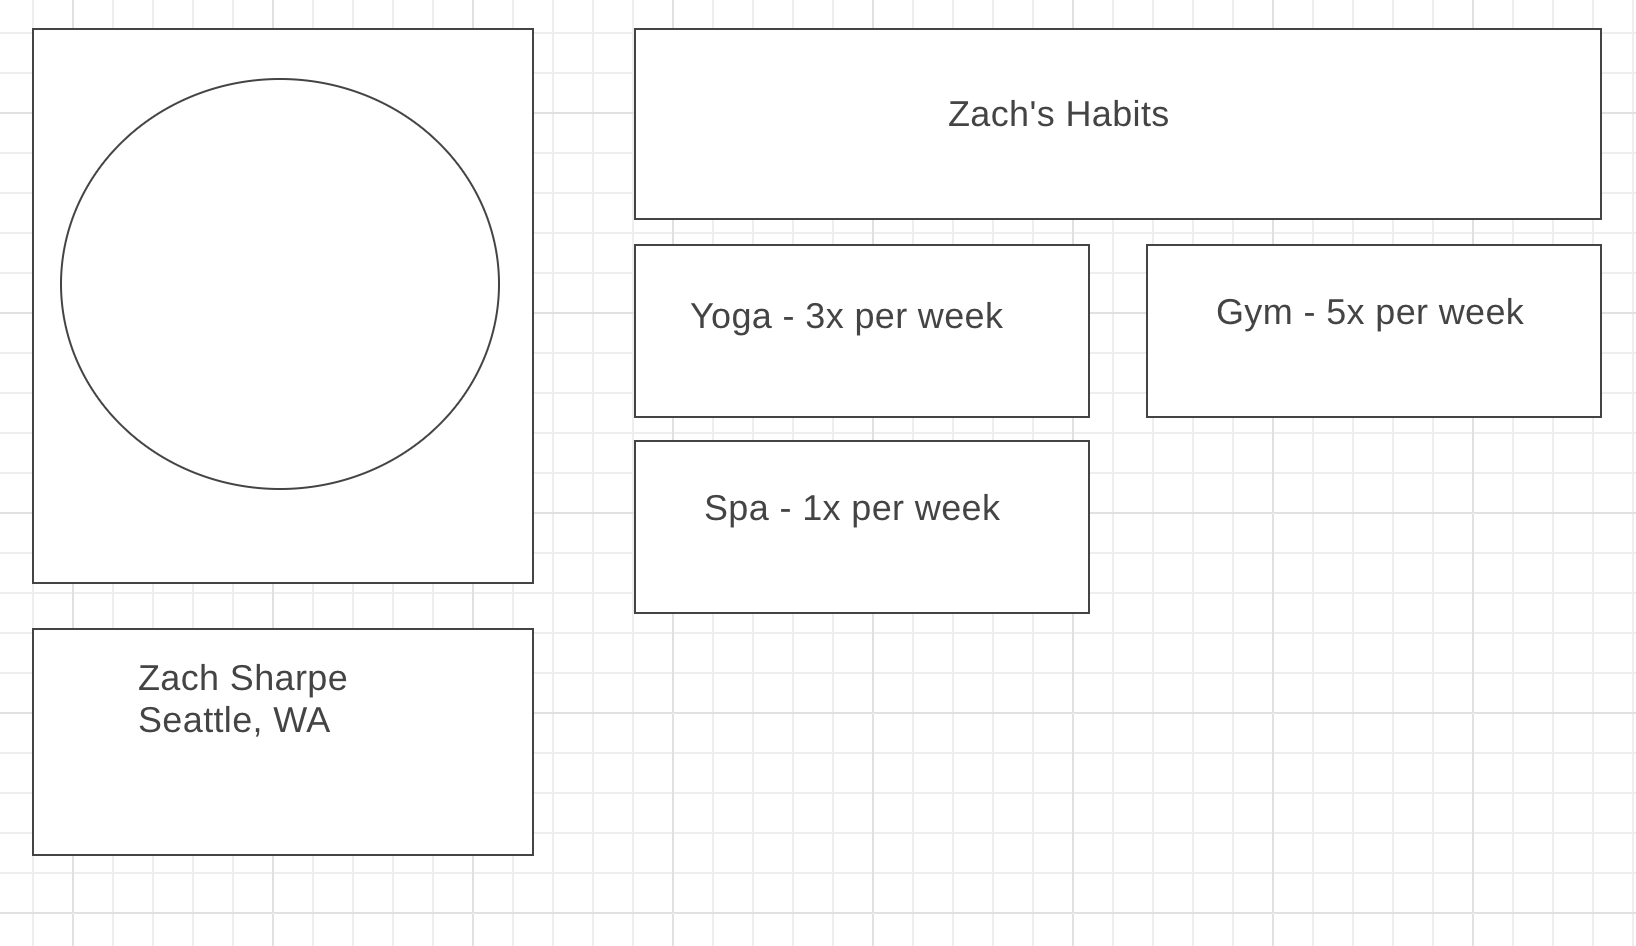 Zach's Habits
Yoga - 3x per week
Gym - 5x per week
Spa - 1x per week
Zach Sharpe
Seattle, WA